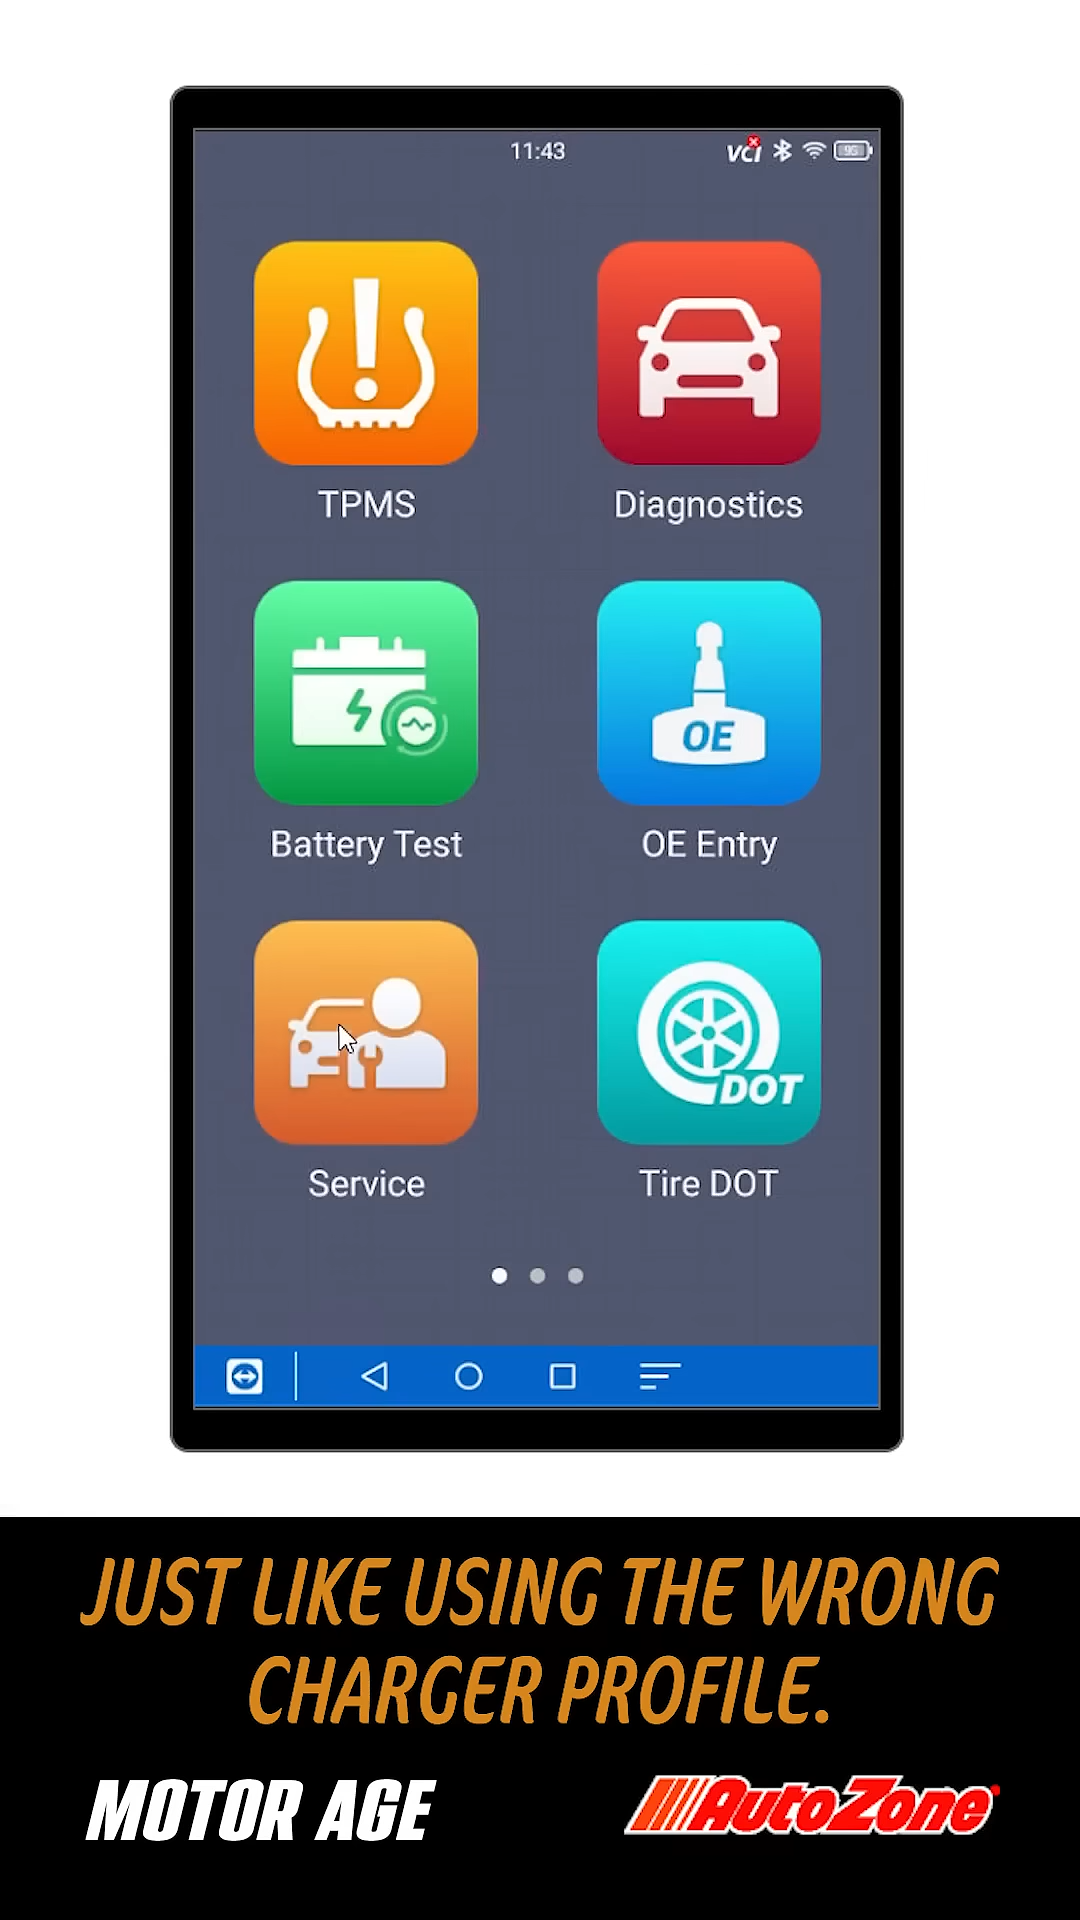 11:43
VCI
95
TPMS
Diagnostics
OE
Battery Test
OE Entry
DOT
Service
Tire DOT
JUST LIKE USING THE WRONG
CHARGER PROFILE.
MOTOR AGE
AutoZone